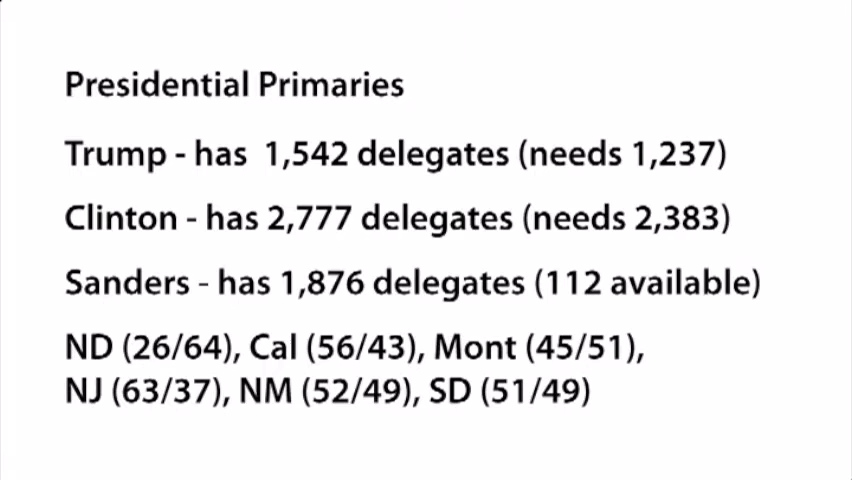 Presidential Primaries
Trump - has 1,542 delegates (needs 1,237)
Clinton - has 2,777 delegates (needs 2,383)
Sanders - has 1,876 delegates (112 available)
ND (26/64), Cal (56/43), Mont (45/51),
NJ (63/37), NM (52/49), SD (51/49)